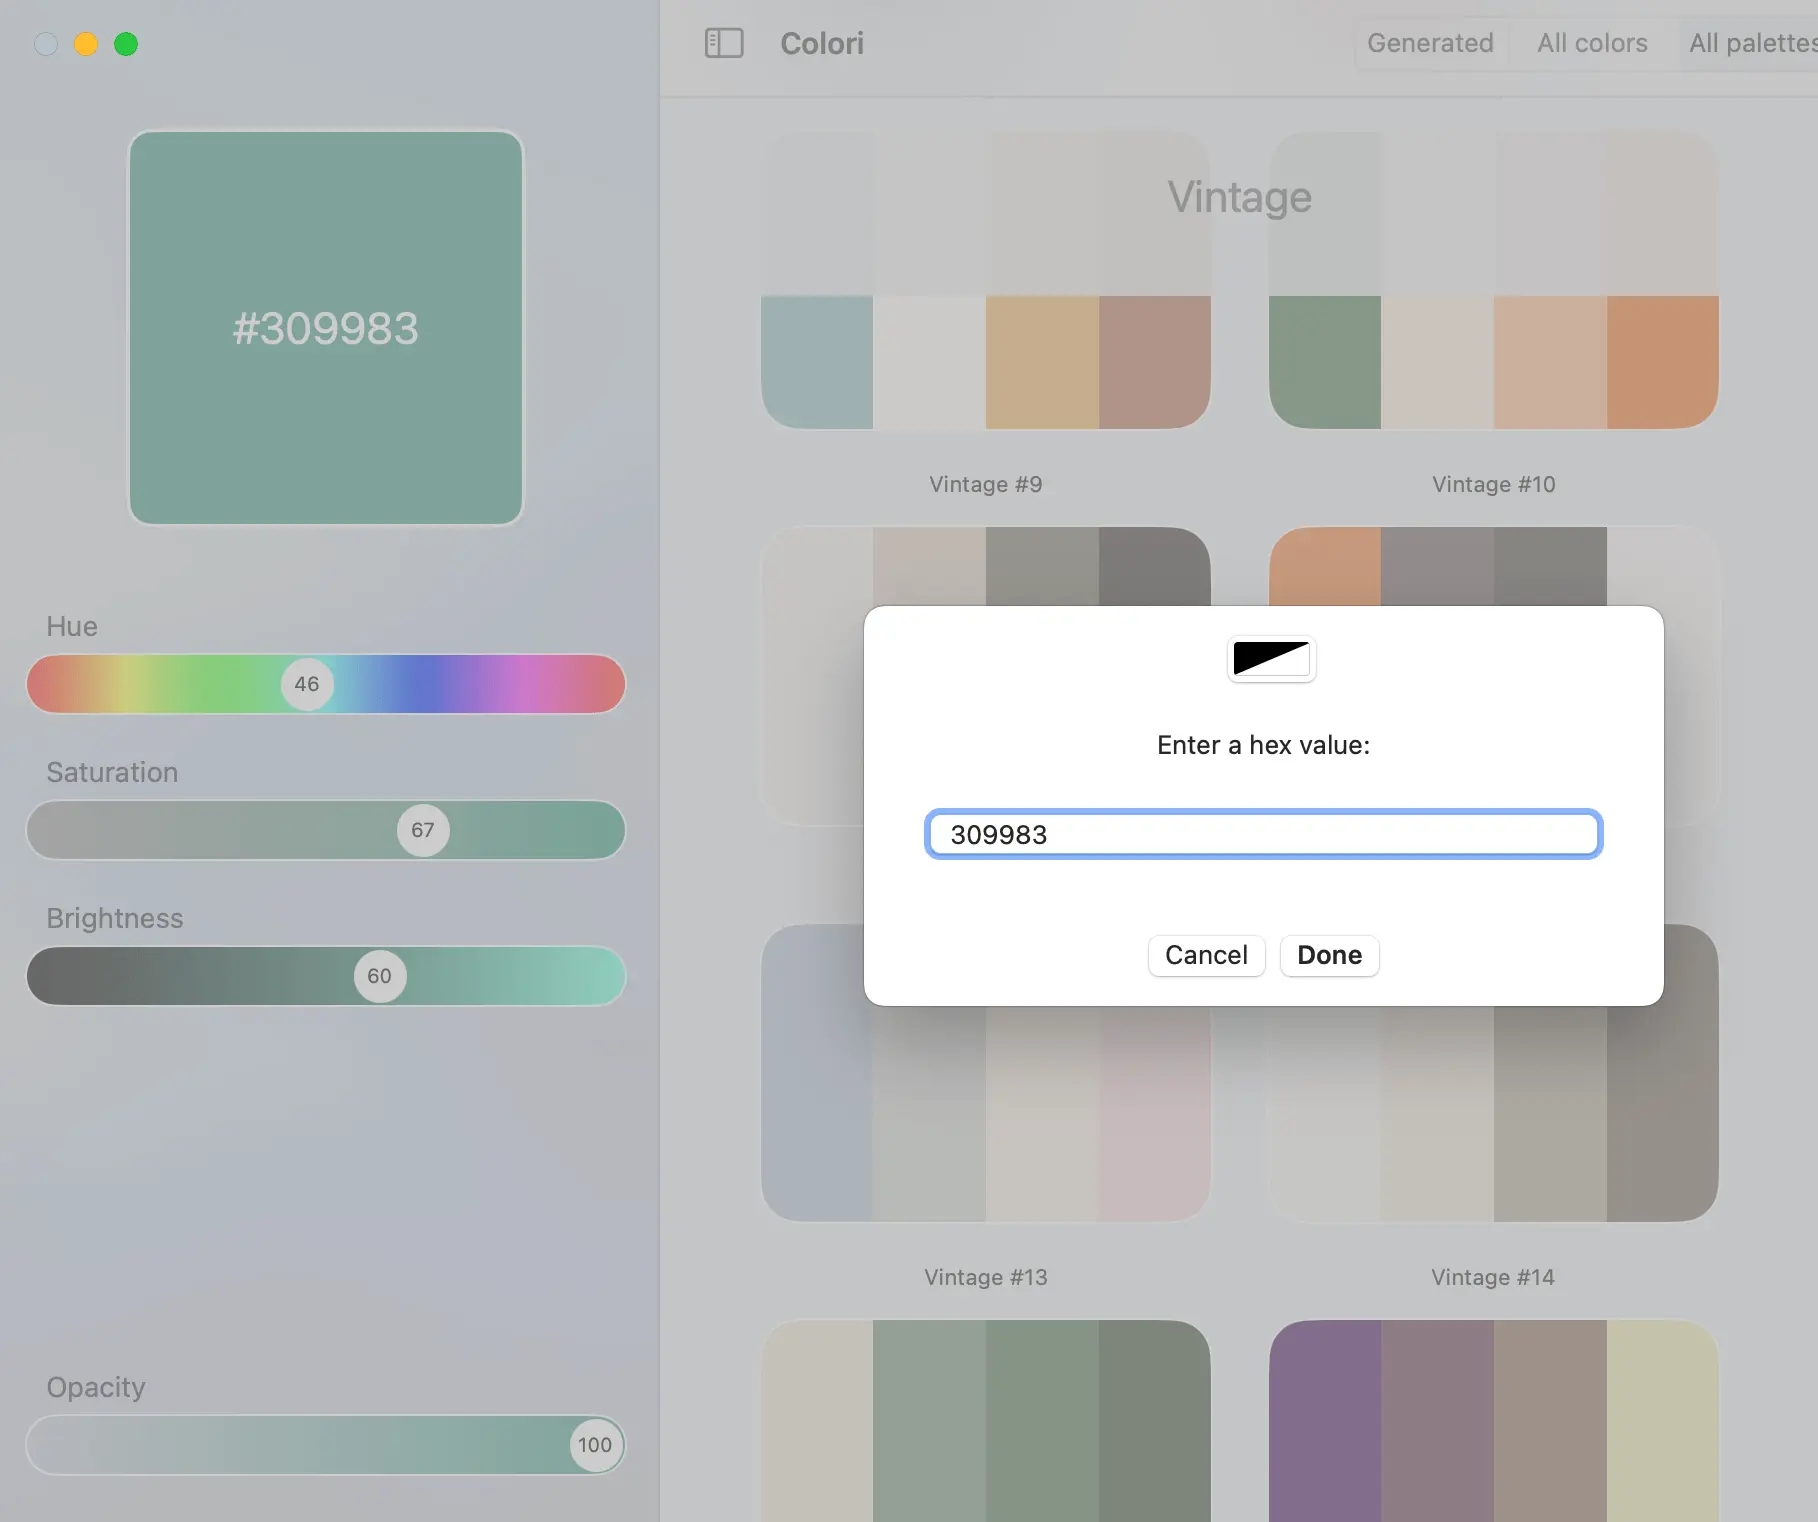 Colori
Generated
All colors
All palettes
#309983
Hue
46
Saturation
67
Brightness
60
Opacity
100
Vintage
Vintage #9
Vintage #10
Enter a hex value:
309983
Cancel
Done
Vintage #13
Vintage #14